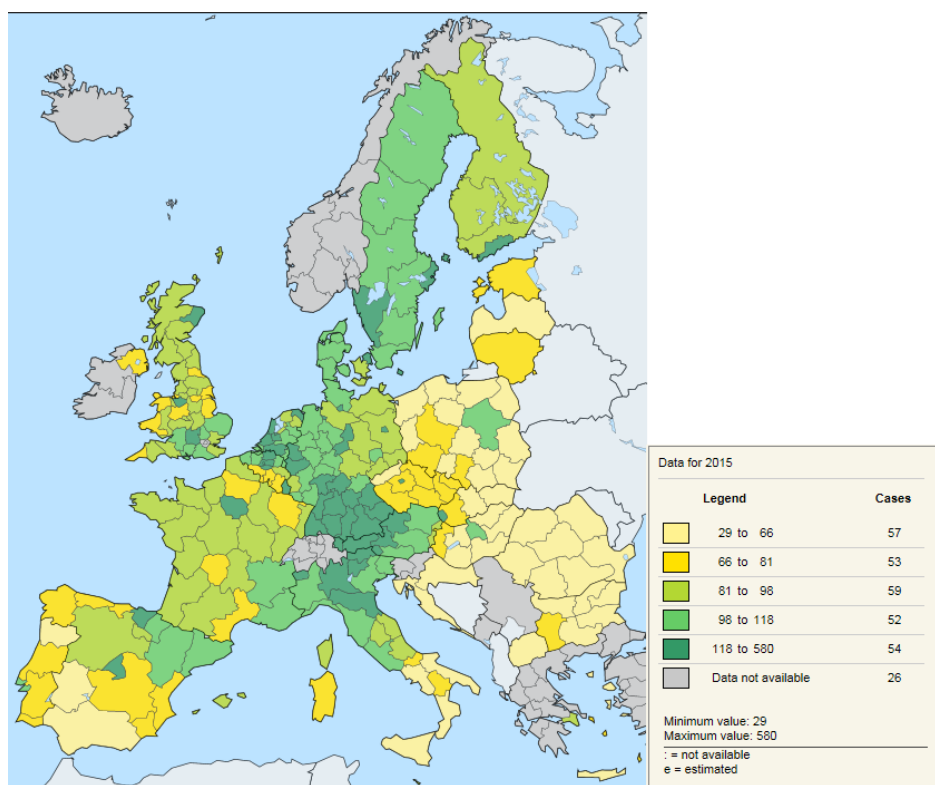 Data for 2015
Legend Cases
29 to 66 57
66 to 81 53
81 to 98 59
98 to 118 52
118 to 580 54
Data not available 26
Minimum value: 29
Maximum value: 580
: = not available
e = estimated